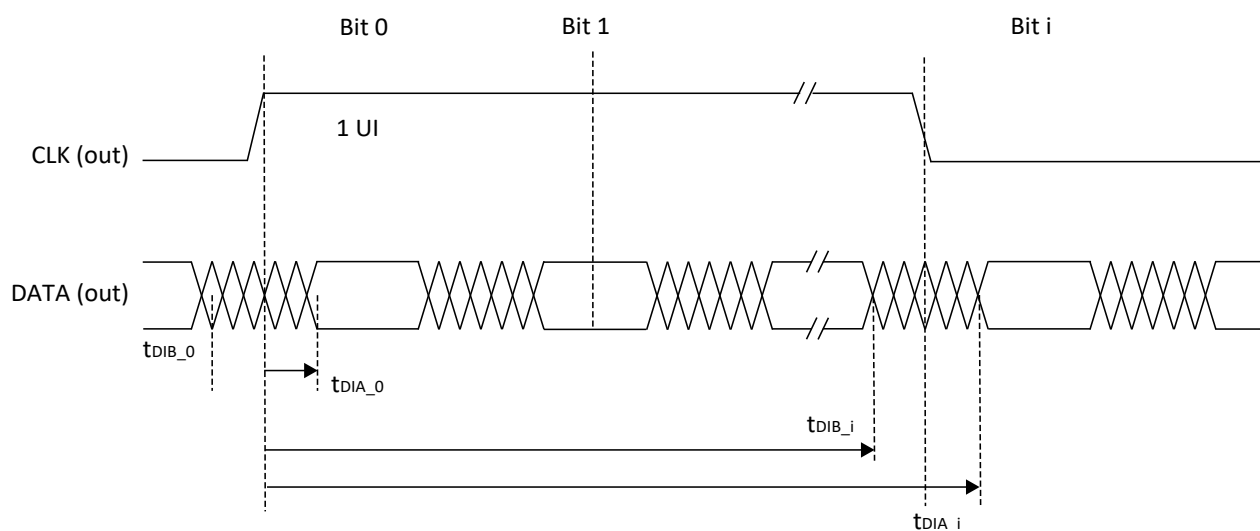 Bit 0 Bit 1 Bit i
1 UI
CLK (out)
DATA (out)
tDIB_0
tDIA_0
tDIB_i
tDIA_i